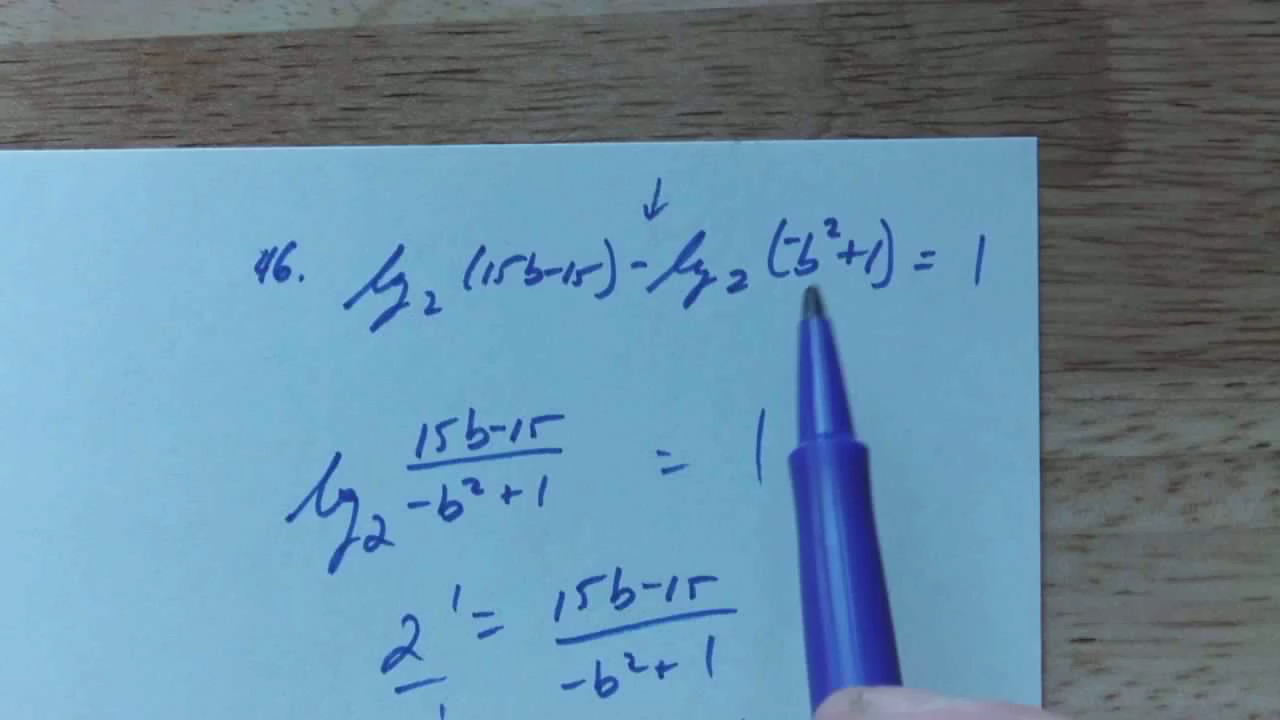 46. log₂ (15b-15) - log₂ (-b²+1) = 1
log₂ (15b-15)/(-b²+1) = 1
2¹ = (15b-15)/(-b²+1)